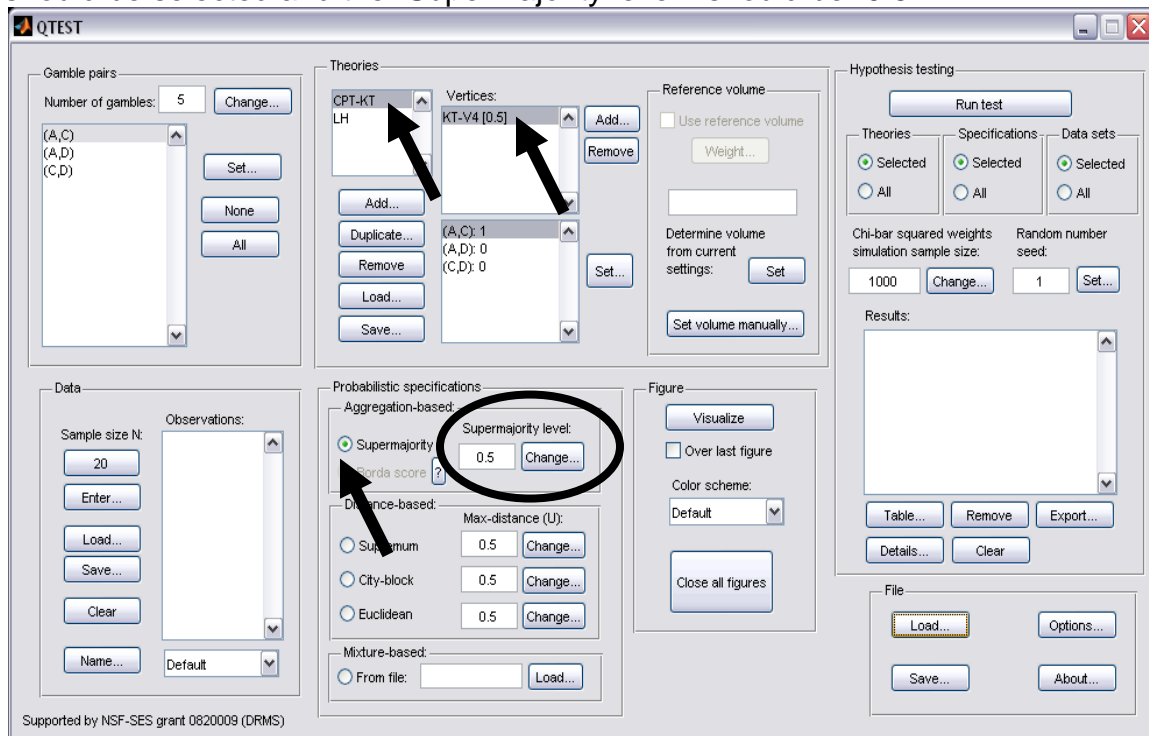 QTEST
Gamble pairs
Number of gambles: 5 Change...
(A,C)
(A,D)
(C,D)
Set...
None
All
Theories
CPT-KT
LH
Vertices:
KT-V4 [0.5]
Add...
Remove
Add...
Duplicate...
Remove
Load...
Save...
(A,C): 1
(A,D): 0
(C,D): 0
Set...
Reference volume
Use reference volume
Weight...
Determine volume
from current
settings: Set
Set volume manually...
Hypothesis testing
Run test
Theories
Selected
All
Specifications
Selected
All
Data sets
Selected
All
Chi-bar squared weights
simulation sample size:
1000 Change...
Random number
seed:
1 Set...
Results:
Table... Remove Export...
Details... Clear
Data
Sample size N:
20
Enter...
Load...
Save...
Clear
Name...
Observations:
Default
Probabilistic specifications
Aggregation-based:
Supermajority
Supermajority level:
0.5 Change...
Borda score ?
Distance-based:
Max-distance (U):
Supremum 0.5 Change...
City-block 0.5 Change...
Euclidean 0.5 Change...
Mixture-based:
From file: Load...
Figure
Visualize
Over last figure
Color scheme:
Default
Close all figures
File
Load... Options...
Save... About...
Supported by NSF-SES grant 0820009 (DRMS)